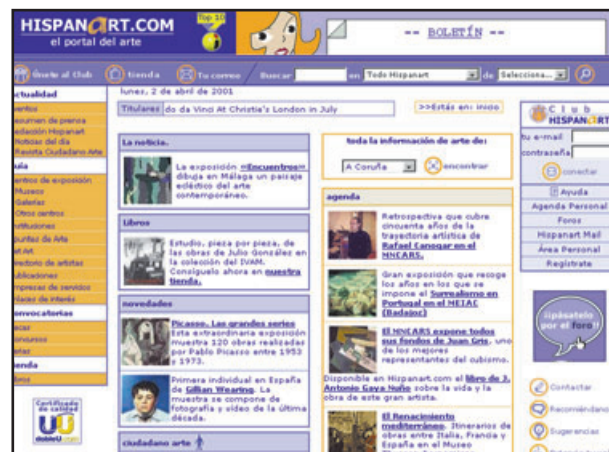 HISPANART.COM
el portal del arte
Top 10
-- BOLETÍN --
Únete al Club
tienda
Tu correo
Buscar
en
Todo Hispanart
de
Selecciona...
ctualidad
entos
esumen de prensa
edacción Hispanart
Noticias del día
Revista Ciudadano Arte
uía
entros de exposición
Museos
Galerías
Otros centros
stituciones
puntes de Arte
et Art
irectorio de artistas
ublicaciones
mpresas de servicios
nlaces de interés
onvocatorias
ecas
oncursos
ertas
enda
bros
Certificado
de calidad
UU
lunes, 2 de abril de 2001
Titulares
do da Vinci At Christie's London in July
>>Estás en: inicio
La noticia.
La exposición «Encuentros»
dibuja en Málaga un paisaje
ecléctico del arte
contemporáneo.
Libros
Estudio, pieza por pieza, de
las obras de Julio González en
la colección del IVAM.
Consíguelo ahora en nuestra
tienda.
novedades
Picasso. Las grandes series
Esta extraordinaria exposición
muestra 120 obras realizadas
por Pablo Picasso entre 1953
y 1973.
Primera individual en España
de Gillian Wearing. La
muestra se compone de
fotografía y vídeo de la última
década.
ciudadano arte
toda la información de arte de:
A Coruña
encontrar
agenda
Retrospectiva que cubre
cincuenta años de la
trayectoria artística de
Rafael Canogar en el
MNCARS.
Gran exposición que recoge
los años en los que se
impone el Surrealismo en
Portugal en el MEIAC
(Badajoz)
El MNCARS expone todos
sus fondos de Juan Gris, uno
de los mejores
representantes del cubismo.
Disponible en Hispanart.com el libro de J.
Antonio Gaya Nuño sobre la vida y la
obra de este gran artista.
El Renacimiento
mediterráneo. Itinerarios de
obras entre Italia, Francia y
España en el Museo
Club
HISPANART
tu e-mail
contraseña
conectar
Ayuda
Agenda Personal
Foros
Hispanart Mail
Área Personal
Regístrate
¡¡pásatelo
por el foro!!
Contactar
Recomiéndano
Sugerencias